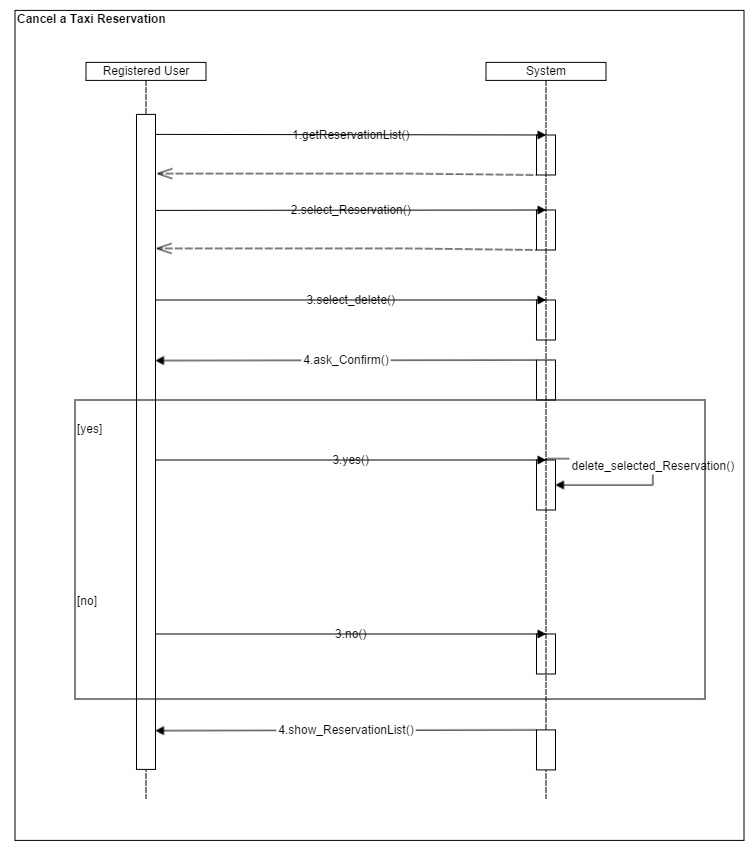 Cancel a Taxi Reservation
Registered User
System
1.getReservationList()
2.select_Reservation()
3.select_delete()
4.ask_Confirm()
[yes]
3.yes()
delete_selected_Reservation()
[no]
3.no()
4.show_ReservationList()